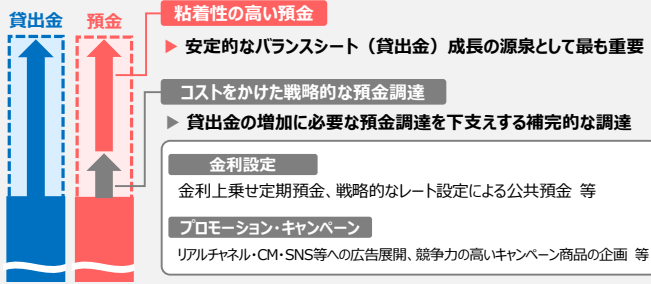 貸出金
預金
粘着性の高い預金
▶ 安定的なバランスシート（貸出金）成長の源泉として最も重要
コストをかけた戦略的な預金調達
▶ 貸出金の増加に必要な預金調達を下支えする補完的な調達
金利設定
金利上乗せ定期預金、戦略的なレート設定による公共預金 等
プロモーション・キャンペーン
リアルチャネル・CM・SNS等への広告展開、競争力の高いキャンペーン商品の企画 等